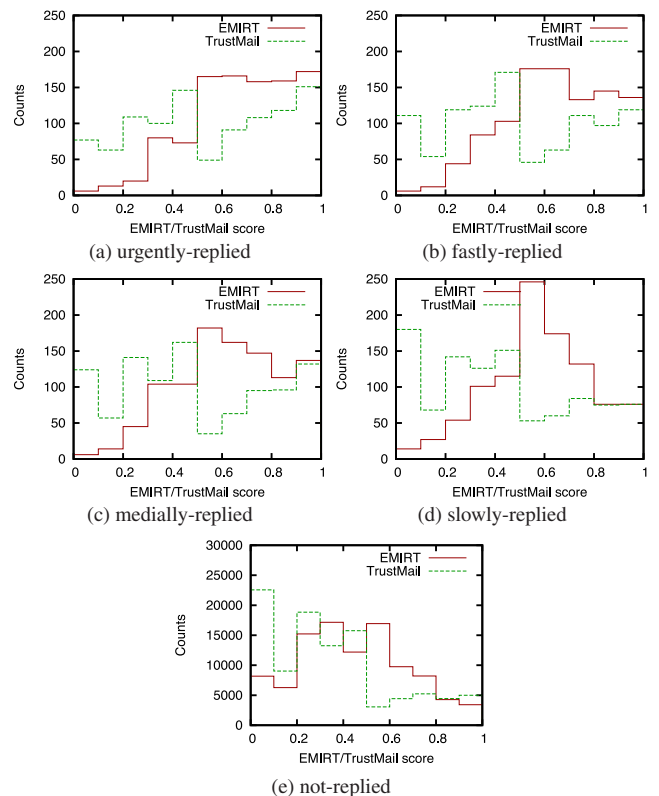 250
200
150
100
50
0
Counts
EMIRT
TrustMail
0 0.2 0.4 0.6 0.8 1
EMIRT/TrustMail score
(a) urgently-replied
250
200
150
100
50
0
Counts
EMIRT
TrustMail
0 0.2 0.4 0.6 0.8 1
EMIRT/TrustMail score
(b) fastly-replied
250
200
150
100
50
0
Counts
EMIRT
TrustMail
0 0.2 0.4 0.6 0.8 1
EMIRT/TrustMail score
(c) medially-replied
250
200
150
100
50
0
Counts
EMIRT
TrustMail
0 0.2 0.4 0.6 0.8 1
EMIRT/TrustMail score
(d) slowly-replied
30000
25000
20000
15000
10000
5000
0
Counts
EMIRT
TrustMail
0 0.2 0.4 0.6 0.8 1
EMIRT/TrustMail score
(e) not-replied